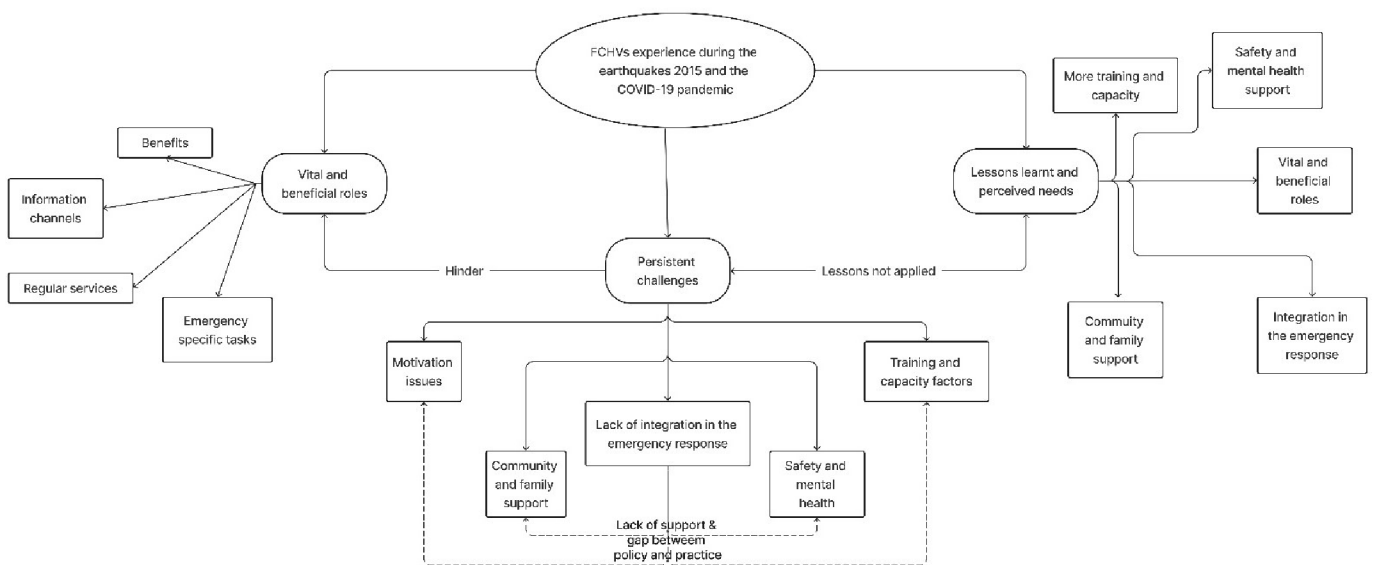 FCHVs experience during the
earthquakes 2015 and the
COVID-19 pandemic
Vital and
beneficial roles
Benefits
Information
channels
Regular services
Emergency
specific tasks
Hinder
Persistent
challenges
Lessons not applied
Lessons learnt and
perceived needs
More training and
capacity
Safety and
mental health
support
Vital and
beneficial
roles
Integration in
the emergency
response
Commuity
and family
support
Motivation
issues
Community
and family
support
Lack of integration in the
emergency response
Safety and
mental
health
Training and
capacity factors
Lack of support &
gap betweem
policy and practice